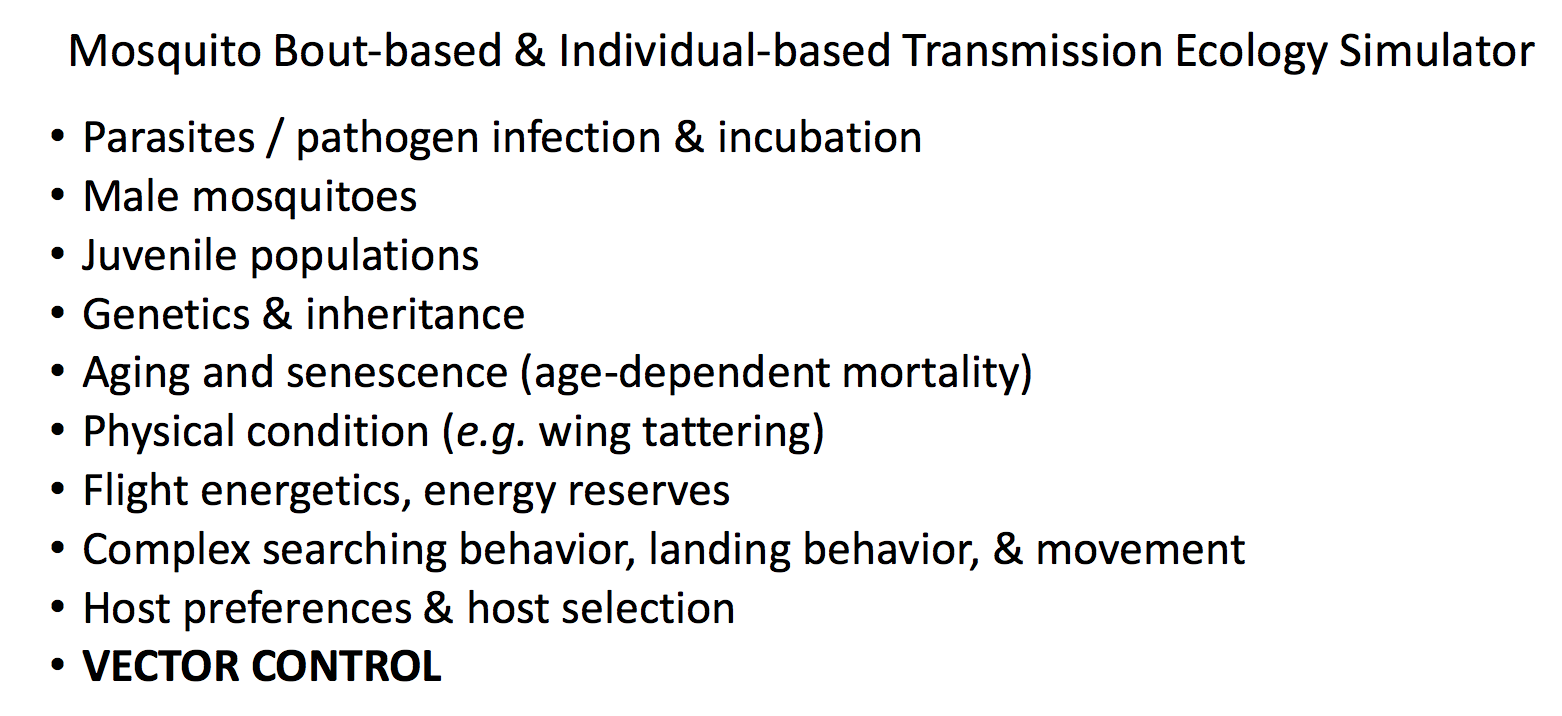 Mosquito Bout-based & Individual-based Transmission Ecology Simulator
• Parasites / pathogen infection & incubation
• Male mosquitoes
• Juvenile populations
• Genetics & inheritance
• Aging and senescence (age-dependent mortality)
• Physical condition (e.g. wing tattering)
• Flight energetics, energy reserves
• Complex searching behavior, landing behavior, & movement
• Host preferences & host selection
• VECTOR CONTROL